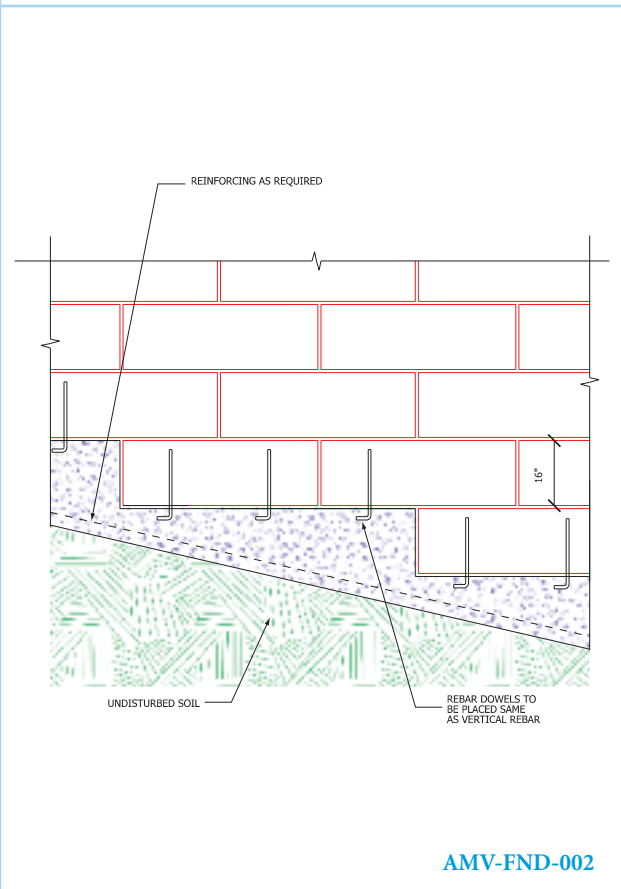 REINFORCING AS REQUIRED
16"
UNDISTURBED SOIL
REBAR DOWELS TO
BE PLACED SAME
AS VERTICAL REBAR
AMV-FND-002